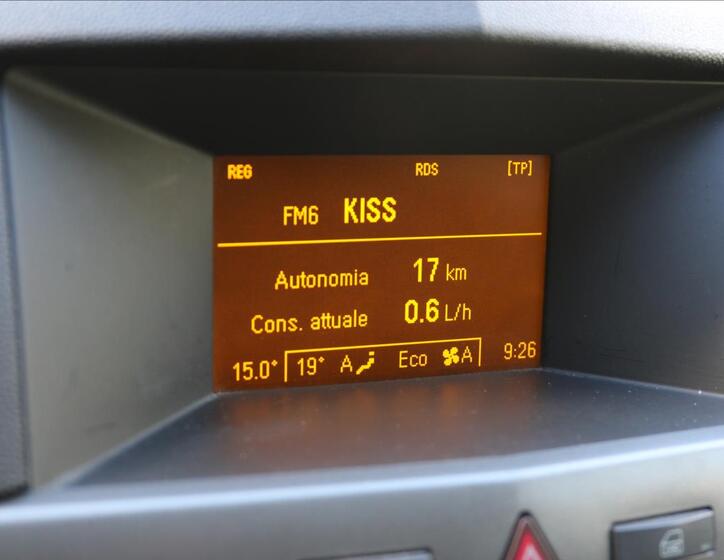 REG RDS [TP]
FM6 KISS
Autonomia 17 km
Cons. attuale 0.6 L/h
15.0° 19° A Eco A 9:26